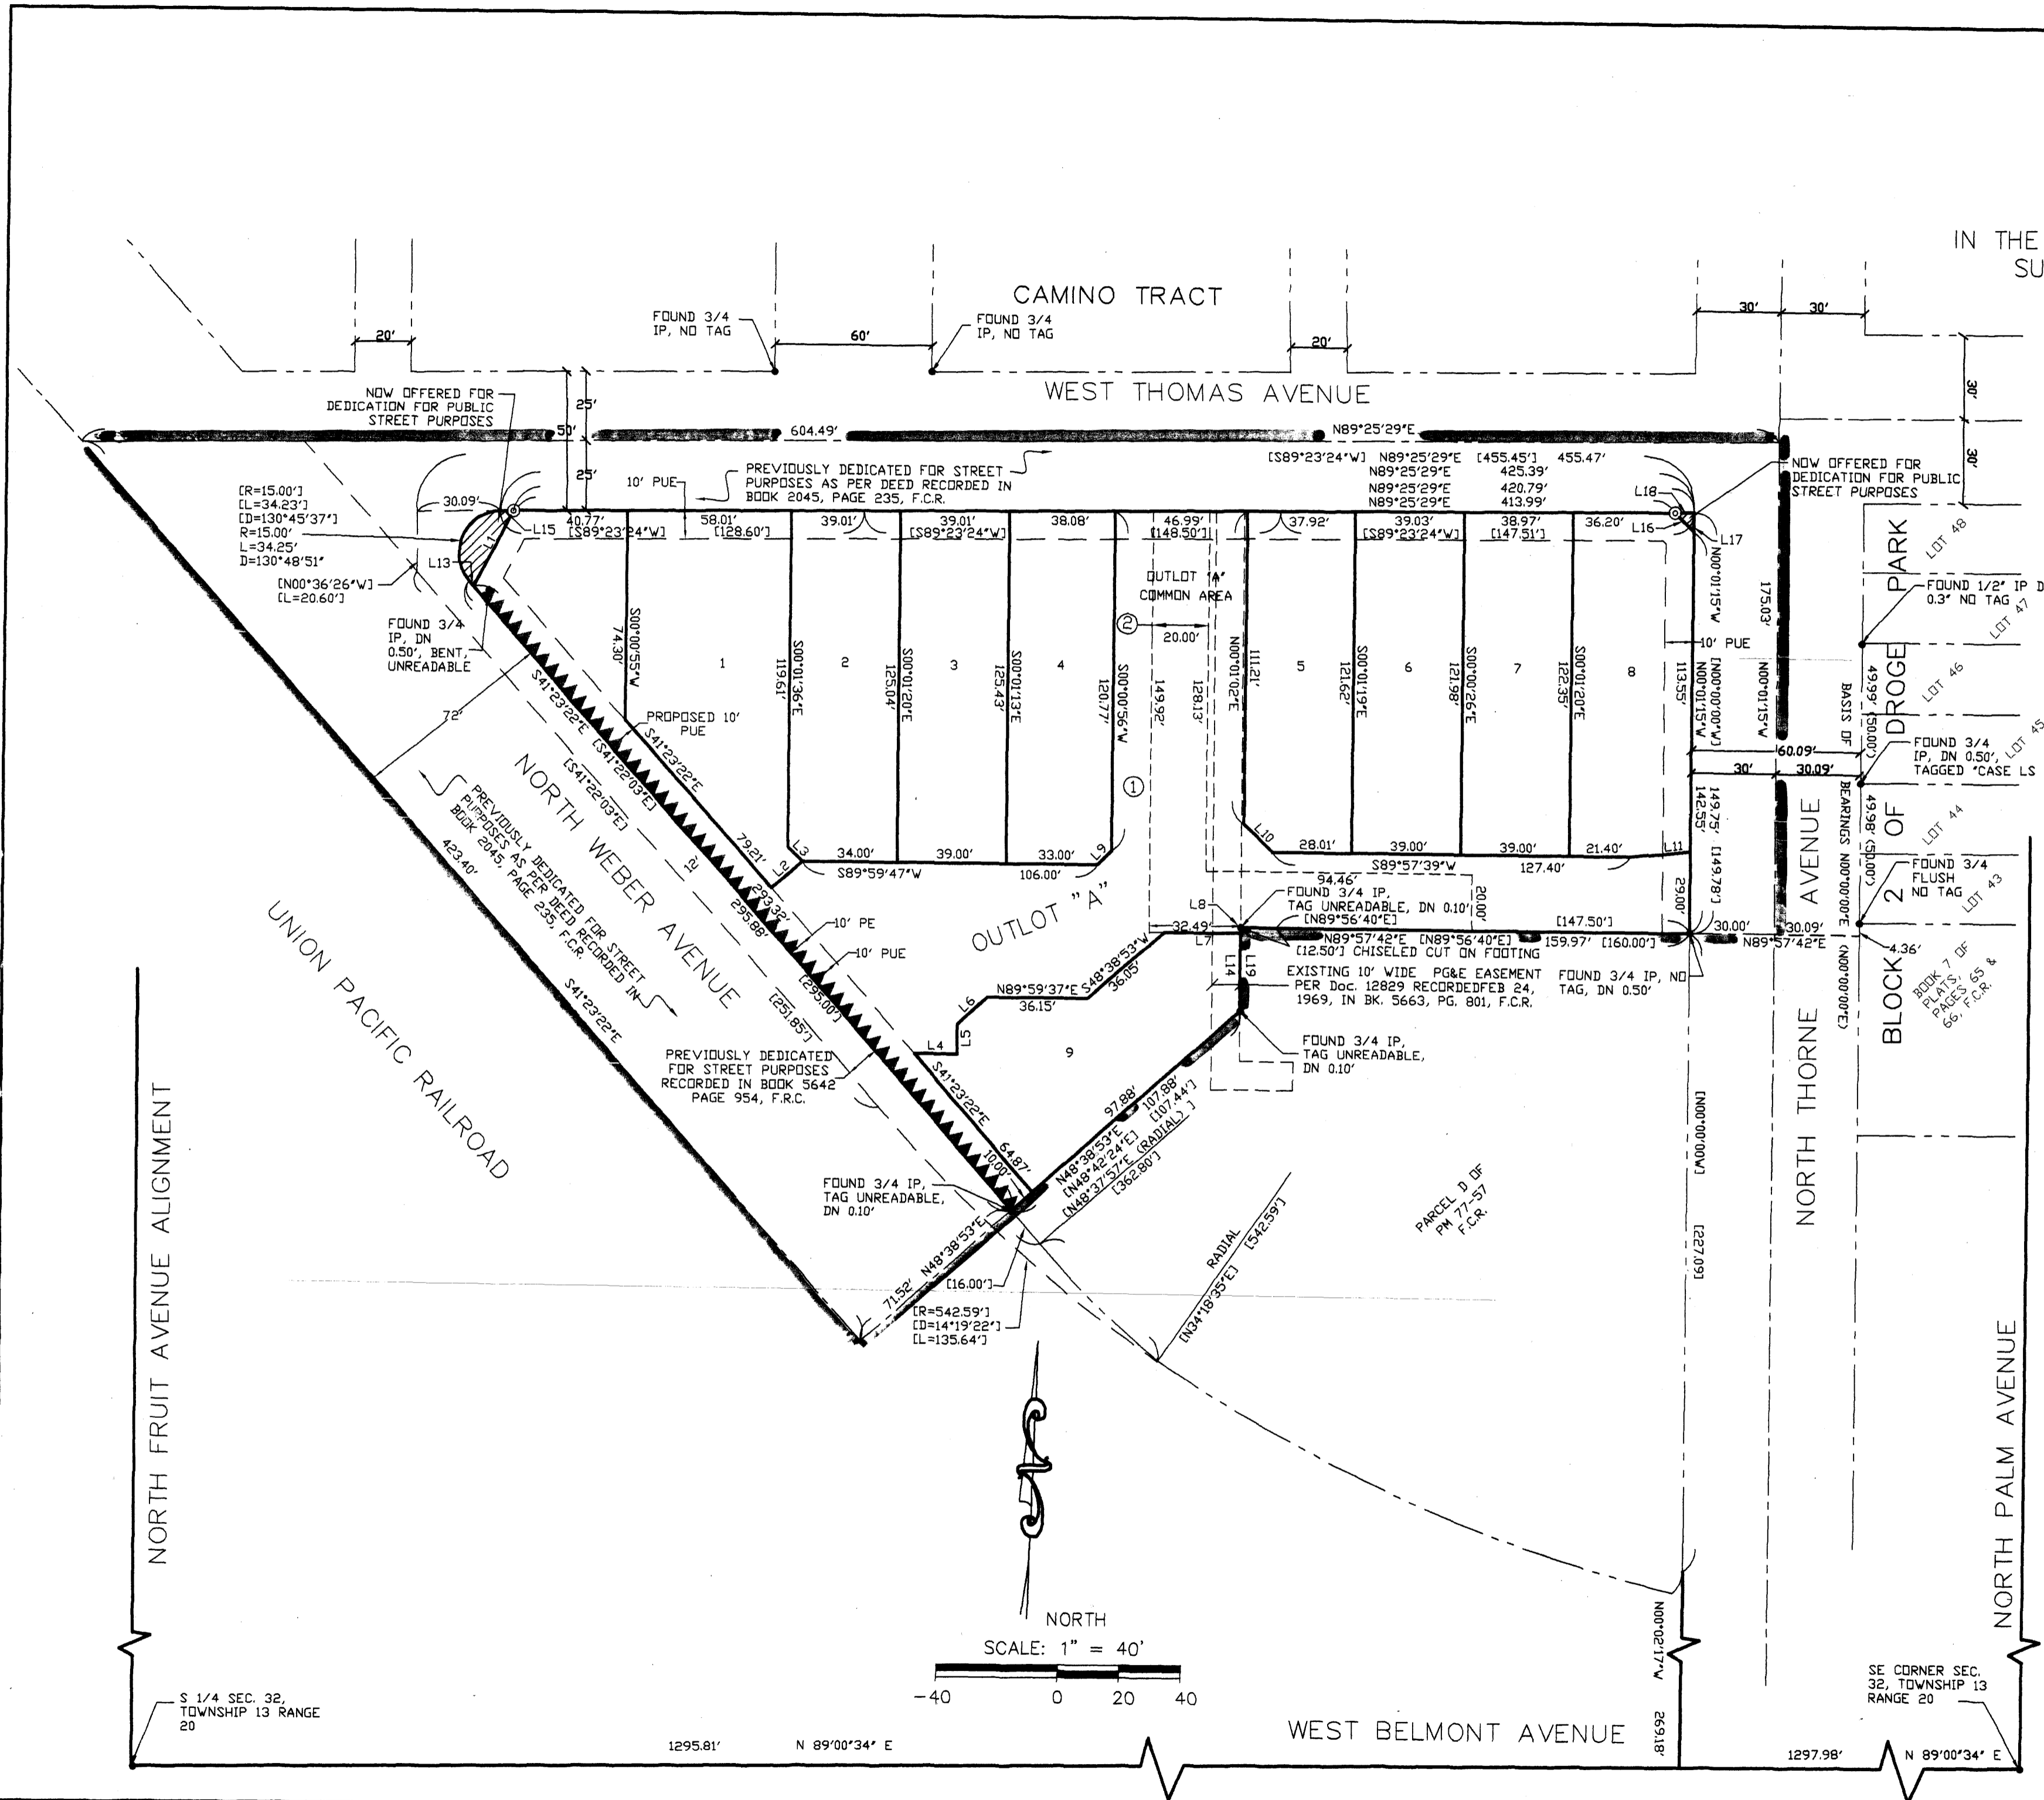 IN THE
SU
CAMINO TRACT
FOUND 3/4
IP, NO TAG
FOUND 3/4
IP, NO TAG
30'
30'
20'
60'
20'
WEST THOMAS AVENUE
30'
30'
NOW OFFERED FOR
DEDICATION FOR PUBLIC
STREET PURPOSES
25'
50'
25'
604.49'
N89°25'29"E
[S89°23'24"W] N89°25'29"E [455.45'] 455.47'
N89°25'29"E 425.39'
N89°25'29"E 420.79'
N89°25'29"E 413.99'
PREVIOUSLY DEDICATED FOR STREET
PURPOSES AS PER DEED RECORDED IN
BOOK 2045, PAGE 235, F.C.R.
10' PUE
NOW OFFERED FOR
DEDICATION FOR PUBLIC
STREET PURPOSES
L18
L16
L17
[R=15.00']
[L=34.23']
[D=130°45'37"]
R=15.00'
L=34.25'
D=130°48'51"
30.09'
L15
L13
[N00°36'26"W]
[L=20.60']
FOUND 3/4
IP, DN
0.50', BENT,
UNREADABLE
40.77'
58.01'
39.01'
39.01'
38.08'
46.99'
37.92'
39.03'
38.97'
36.20'
[S89°23'24"W]
[128.60']
[S89°23'24"W]
[148.50']
[S89°23'24"W]
[147.51']
OUTLOT "A"
COMMON AREA
2
20.00'
1
S00°00'55"W
74.30'
1
S00°01'36"E
119.61'
2
S00°01'20"E
125.04'
3
S00°01'13"E
125.43'
4
S00°00'56"W
120.77'
149.92'
128.13'
N00°01'02"E
111.21'
5
S00°01'19"E
121.62'
6
S00°00'26"E
121.98'
7
S00°01'20"E
122.35'
8
10' PUE
113.55'
N00°01'15"W
[N00°00'00"W]
N00°01'15"W
175.03'
N00°01'15"W
60.09'
30'
30.09'
142.55'
149.75'
[149.78']
29.00'
BASIS OF
BEARINGS N00°00'00"E (N00°00'00"E)
49.99' (50.00')
49.98' (50.00')
BLOCK 2 OF DROGE PARK
LOT 48
LOT 47
LOT 46
LOT 45
LOT 44
LOT 43
FOUND 1/2" IP D
0.3" NO TAG
FOUND 3/4
IP, DN 0.50',
TAGGED "CASE LS
FOUND 3/4
FLUSH
NO TAG
4.36'
BOOK 7 OF
PLATS,
PAGES 65 &
66, F.C.R.
72'
PROPOSED 10'
PUE
S41°23'22"E
S41°23'22"E
[S41°22'03"E]
[S41°22'03"E]
79.21'
293.32'
295.88'
[295.00']
[251.85']
L2
L3
34.00'
39.00'
33.00'
L9
S89°59'47"W
106.00'
L10
28.01'
39.00'
39.00'
21.40'
L11
S89°57'39"W
127.40'
94.46'
20.00'
FOUND 3/4 IP,
TAG UNREADABLE, DN 0.10'
L8
32.49'
L7
[N89°56'40"E]
[147.50']
N89°57'42"E [N89°56'40"E] 159.97' [160.00']
[12.50'] CHISELED CUT ON FOOTING
30.00'
30.09'
N89°57'42"E
EXISTING 10' WIDE PG&E EASEMENT
PER Doc. 12829 RECORDEDFEB 24,
1969, IN BK. 5663, PG. 801, F.C.R.
FOUND 3/4 IP, NO
TAG, DN 0.50'
L14
L19
OUTLOT "A"
S48°38'53"W
36.05'
N89°59'37"E
36.15'
L6
L5
L4
9
FOUND 3/4 IP,
TAG UNREADABLE,
DN 0.10'
NORTH WEBER AVENUE
PREVIOUSLY DEDICATED FOR STREET
PURPOSES AS PER DEED RECORDED IN
BOOK 2045, PAGE 235, F.C.R.
423.40'
S41°23'22"E
10' PE
10' PUE
UNION PACIFIC RAILROAD
PREVIOUSLY DEDICATED
FOR STREET PURPOSES
RECORDED IN BOOK 5642
PAGE 954, F.R.C.
S41°23'22"E
64.87'
10.00'
97.88'
107.88'
[107.44']
N48°38'53"E
[N48°42'24"E]
[N48°37'57"E (RADIAL) ]
[362.80']
FOUND 3/4 IP,
TAG UNREADABLE,
DN 0.10'
71.52'
N48°38'53"E
[16.00']
[R=542.59']
[D=14°19'22"]
[L=135.64']
RADIAL
[N34°18'35"E]
[542.59']
PARCEL D OF
PM 77-57
F.C.R.
[N00°00'00W]
[227.09]
NORTH THORNE AVENUE
NORTH FRUIT AVENUE ALIGNMENT
NORTH PALM AVENUE
NORTH
SCALE: 1" = 40'
-40 0 20 40
N00°02'17"W
269.18'
S 1/4 SEC. 32,
TOWNSHIP 13 RANGE
20
SE CORNER SEC.
32, TOWNSHIP 13
RANGE 20
WEST BELMONT AVENUE
1295.81'
N 89°00'34" E
1297.98'
N 89°00'34" E